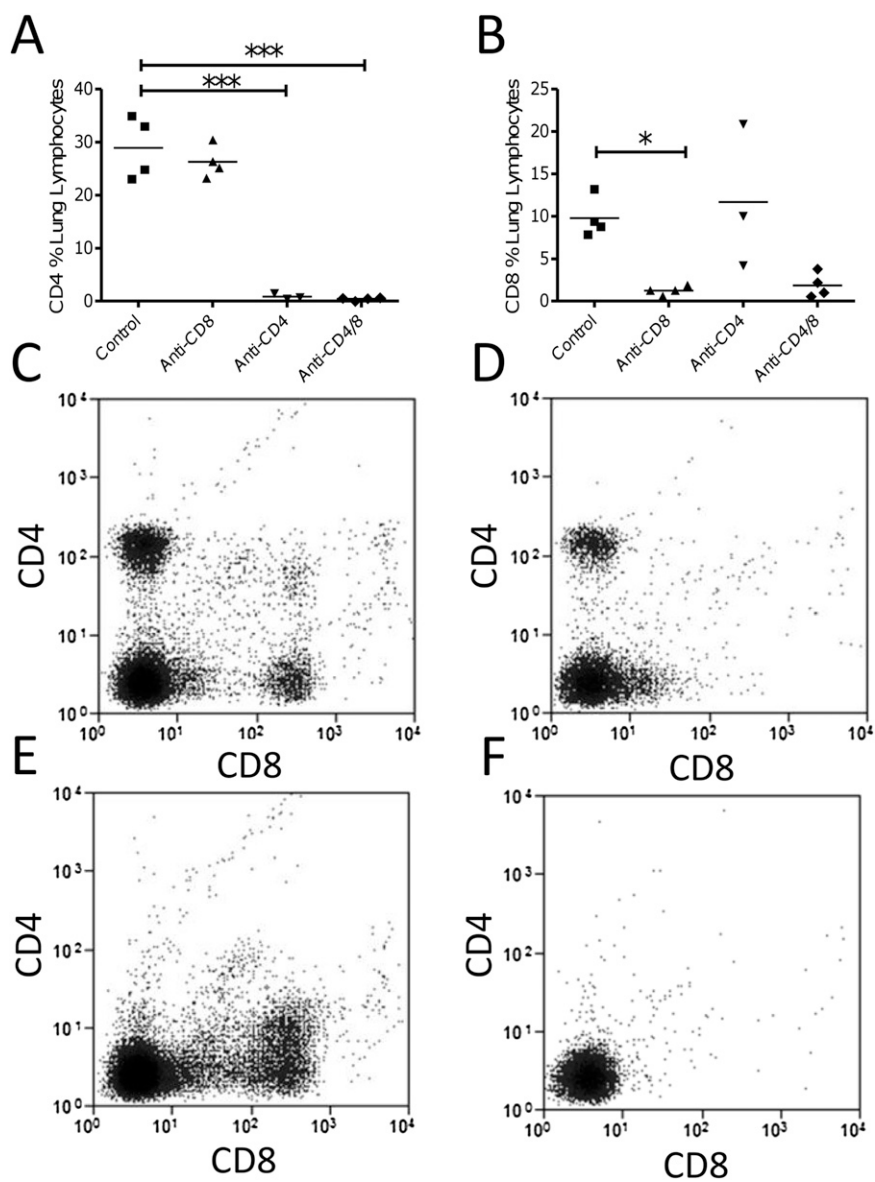 A
***
***
CD4 % Lung Lymphocytes
40
30
20
10
0
Control
Anti-CD8
Anti-CD4
Anti-CD4/8
B
*
CD8 % Lung Lymphocytes
25
20
15
10
5
0
Control
Anti-CD8
Anti-CD4
Anti-CD4/8
C
CD4
10⁴
10³
10²
10¹
10⁰
10⁰ 10¹ 10² 10³ 10⁴
CD8
D
CD4
10⁴
10³
10²
10¹
10⁰
10⁰ 10¹ 10² 10³ 10⁴
CD8
E
CD4
10⁴
10³
10²
10¹
10⁰
10⁰ 10¹ 10² 10³ 10⁴
CD8
F
CD4
10⁴
10³
10²
10¹
10⁰
10⁰ 10¹ 10² 10³ 10⁴
CD8